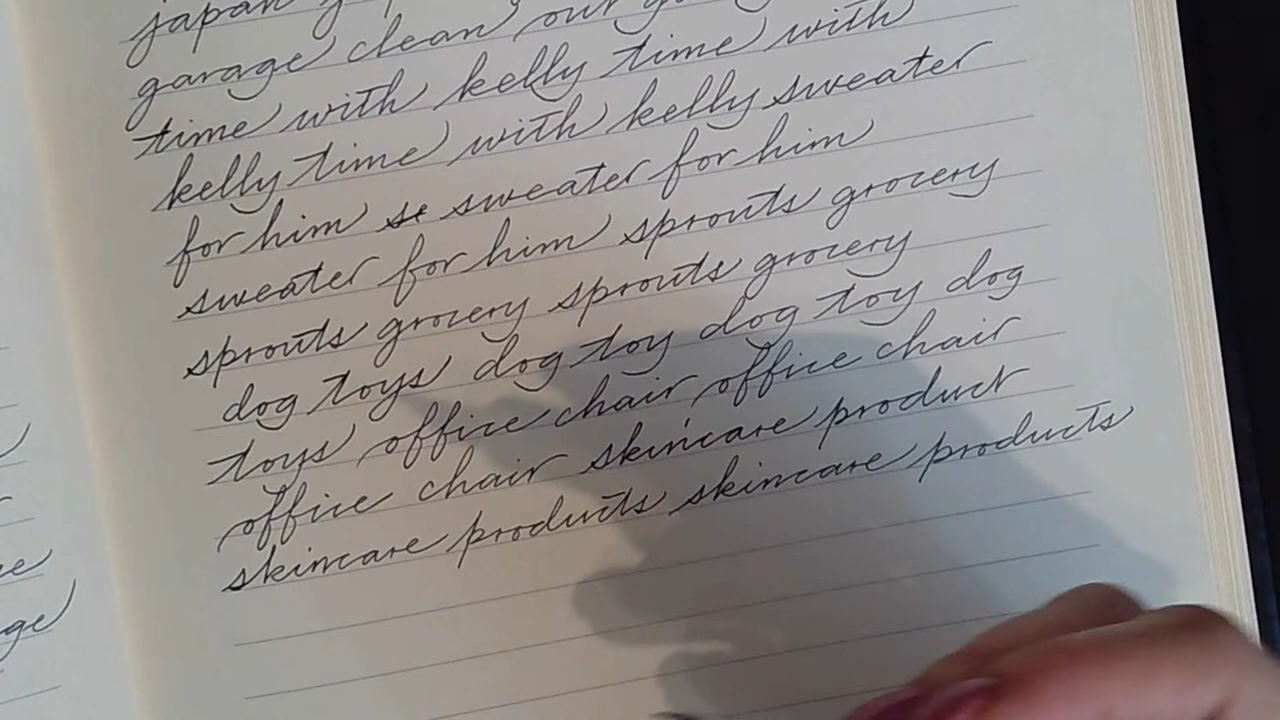 japan
garage clean out
time with kelly time with
kelly time with kelly sweater
for him st sweater for him
sweater for him sprouts grocery
sprouts grocery sprouts grocery
dog toys dog toy dog toy dog
toys office chair office chair
office chair skincare product
skincare products skincare products